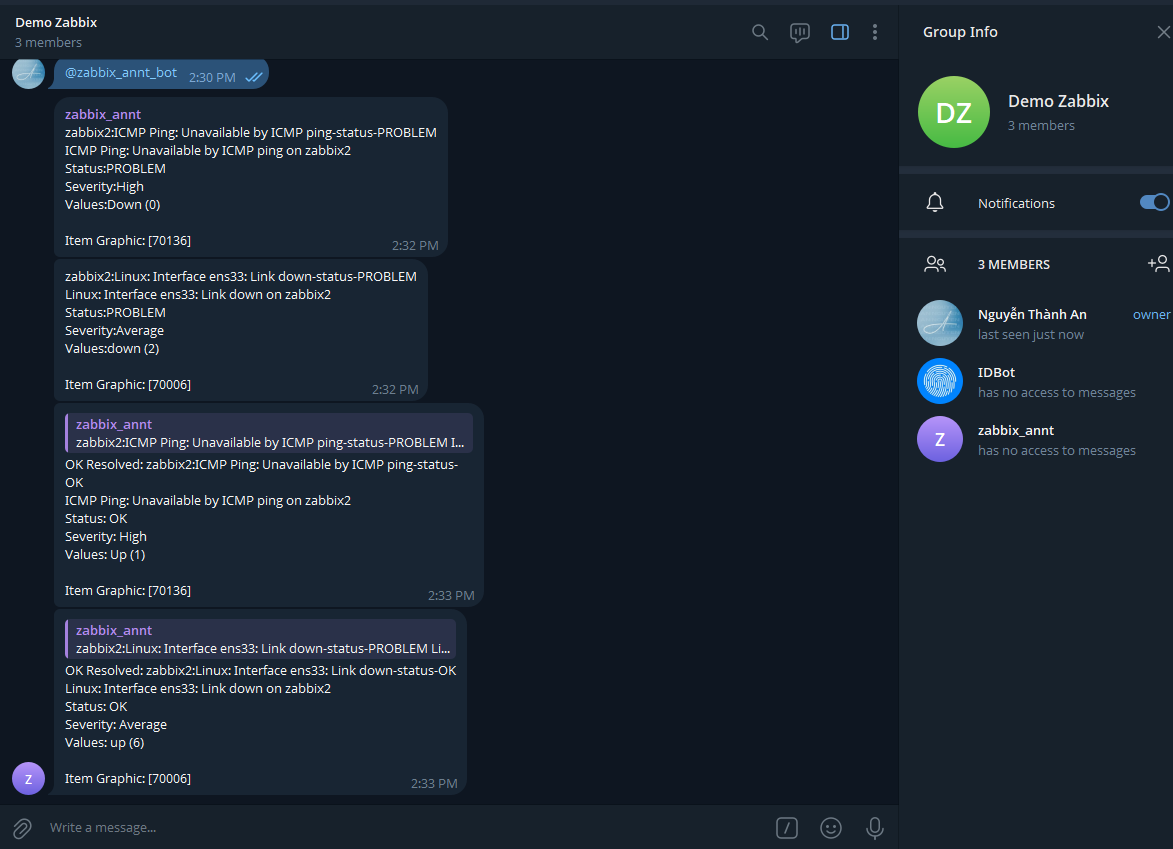 Demo Zabbix
3 members
@zabbix_annt_bot 2:30 PM
zabbix_annt
zabbix2:ICMP Ping: Unavailable by ICMP ping-status-PROBLEM
ICMP Ping: Unavailable by ICMP ping on zabbix2
Status:PROBLEM
Severity:High
Values:Down (0)
Item Graphic: [70136]
2:32 PM
zabbix2:Linux: Interface ens33: Link down-status-PROBLEM
Linux: Interface ens33: Link down on zabbix2
Status:PROBLEM
Severity:Average
Values:down (2)
Item Graphic: [70006]
2:32 PM
zabbix_annt
zabbix2:ICMP Ping: Unavailable by ICMP ping-status-PROBLEM I...
OK Resolved: zabbix2:ICMP Ping: Unavailable by ICMP ping-status-
OK
ICMP Ping: Unavailable by ICMP ping on zabbix2
Status: OK
Severity: High
Values: Up (1)
Item Graphic: [70136]
2:33 PM
zabbix_annt
zabbix2:Linux: Interface ens33: Link down-status-PROBLEM Li...
OK Resolved: zabbix2:Linux: Interface ens33: Link down-status-OK
Linux: Interface ens33: Link down on zabbix2
Status: OK
Severity: Average
Values: up (6)
Z
Item Graphic: [70006]
2:33 PM
Write a message...
Group Info
DZ
Demo Zabbix
3 members
Notifications
3 MEMBERS
Nguyễn Thành An owner
last seen just now
IDBot
has no access to messages
Z
zabbix_annt
has no access to messages